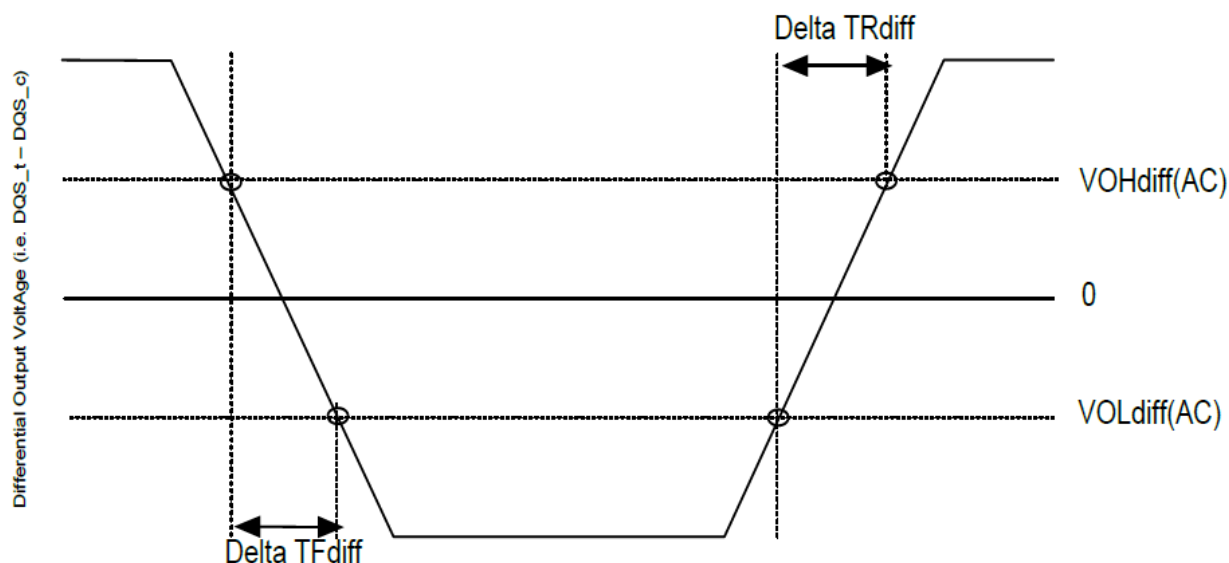 Delta TRdiff
Differential Output VoltAge (i.e. DQS_t – DQS_c)
VOHdiff(AC)
0
VOLdiff(AC)
Delta TFdiff